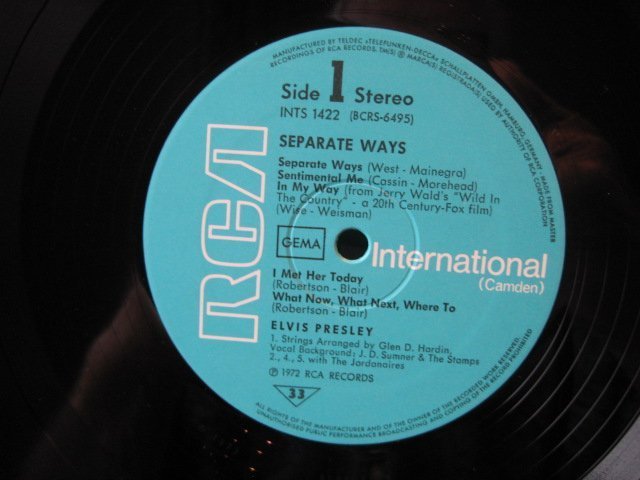 MANUFACTURED BY TELDEC »TELEFUNKEN-DECCA« SCHALLPLATTEN GMBH, HAMBURG, GERMANY, MADE FROM MASTER
RECORDINGS OF RCA RECORDS. TM(S) ® MARCA(S) REGISTRADA(S) USED BY AUTHORITY OF RCA CORPORATION
Side 1 Stereo
INTS 1422 (BCRS-6495)
SEPARATE WAYS
Separate Ways (West - Mainegra)
Sentimental Me (Cassin - Morehead)
In My Way (from Jerry Wald's "Wild In
The Country" - a 20th Century-Fox film)
(Wise - Weisman)
RCA
GEMA
International
(Camden)
I Met Her Today
(Robertson - Blair)
What Now, What Next, Where To
(Robertson - Blair)
ELVIS PRESLEY
1. Strings Arranged by Glen D. Hardin,
Vocal Background: J. D. Sumner & The Stamps
2., 4., 5. with The Jordanaires
℗ 1972 RCA RECORDS
33
ALL RIGHTS OF THE MANUFACTURER AND OF THE OWNER OF THE RECORDED WORK RESERVED.
UNAUTHORISED PUBLIC PERFORMANCE BROADCASTING AND COPYING OF THE RECORD PROHIBITED